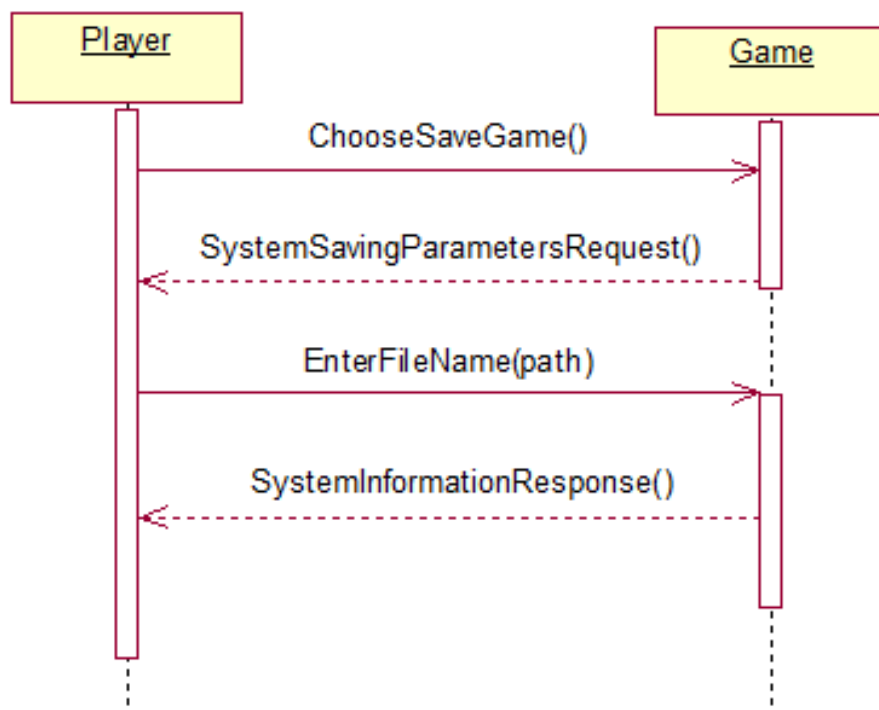 Player
Game
ChooseSaveGame()
SystemSavingParametersRequest()
EnterFileName(path)
SystemInformationResponse()